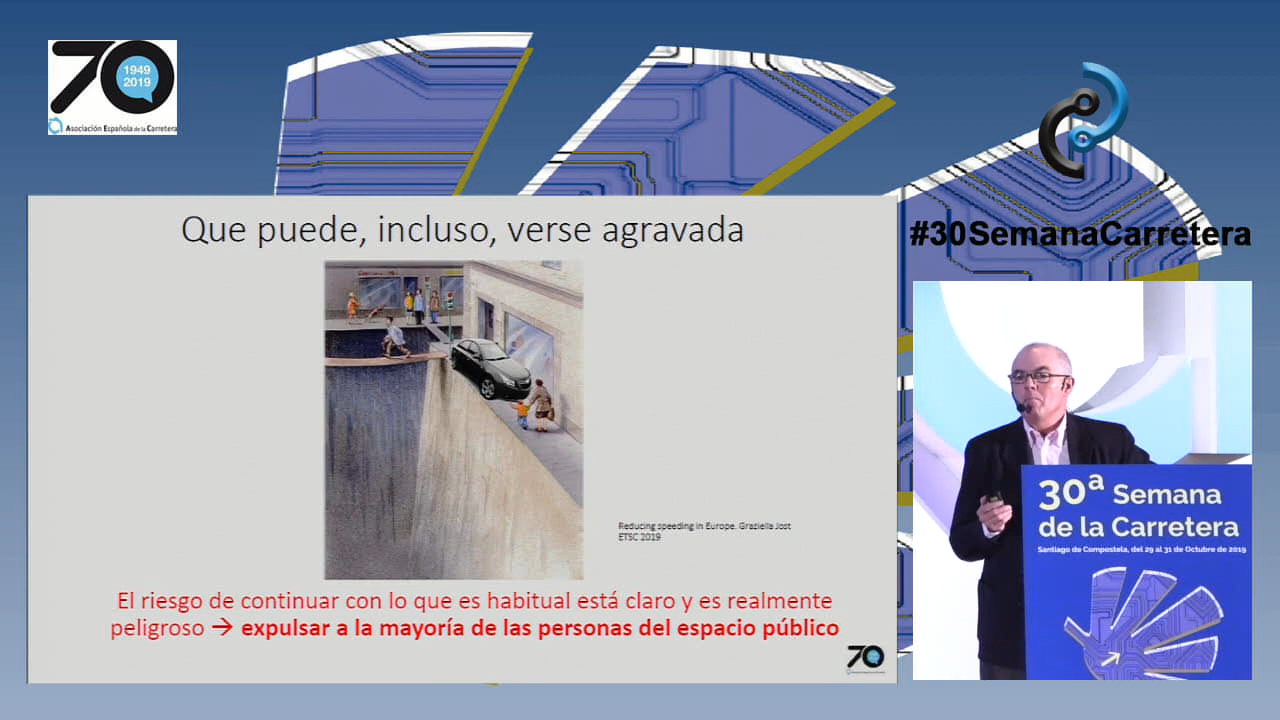 70
1949
2019
Asociación Española de la Carretera
#30SemanaCarretera
Que puede, incluso, verse agravada
Reducing speeding in Europe. Graziella Jost
ETSC 2019
El riesgo de continuar con lo que es habitual está claro y es realmente
peligroso → expulsar a la mayoría de las personas del espacio público
70
30ª Semana
de la Carretera
Santiago de Compostela, del 29 al 31 de Octubre de 2019